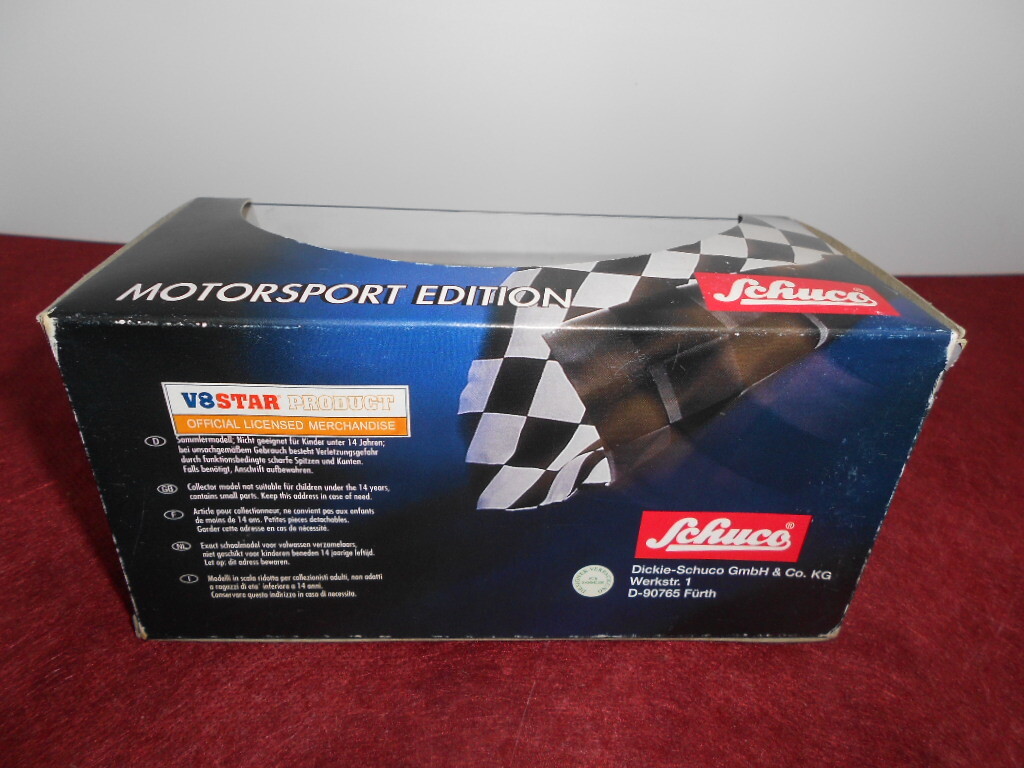 MOTORSPORT EDITION
Schuco®
V8STAR PRODUCT
OFFICIAL LICENSED MERCHANDISE
D Sammlermodell; Nicht geeignet für Kinder unter 14 Jahren;
bei unsachgemäßem Gebrauch besteht Verletzungsgefahr
durch funktionsbedingte scharfe Spitzen und Kanten.
Falls benötigt, Anschrift aufbewahren.
GB Collector model not suitable für children under the 14 years,
contains small parts. Keep this address in case of need.
F Article pour collectionneur, ne convient pas aux enfants
de moins de 14 ans. Petites pieces detachables.
Garder cette adresse en cas de nécessité.
NL Exact schaalmodel voor volwassen verzamelaars,
niet geschikt voor kinderen beneden 14 jaarige leftijd.
Let op: dit adress bewaren.
I Modelli in scala ridotta per collezionisti adulti, non adatti
a ragazzi di eta' inferiore a 14 anni.
Conservare questo indirizzo in caso di necessita.
Schuco®
Dickie-Schuco GmbH & Co. KG
Werkstr. 1
D-90765 Fürth